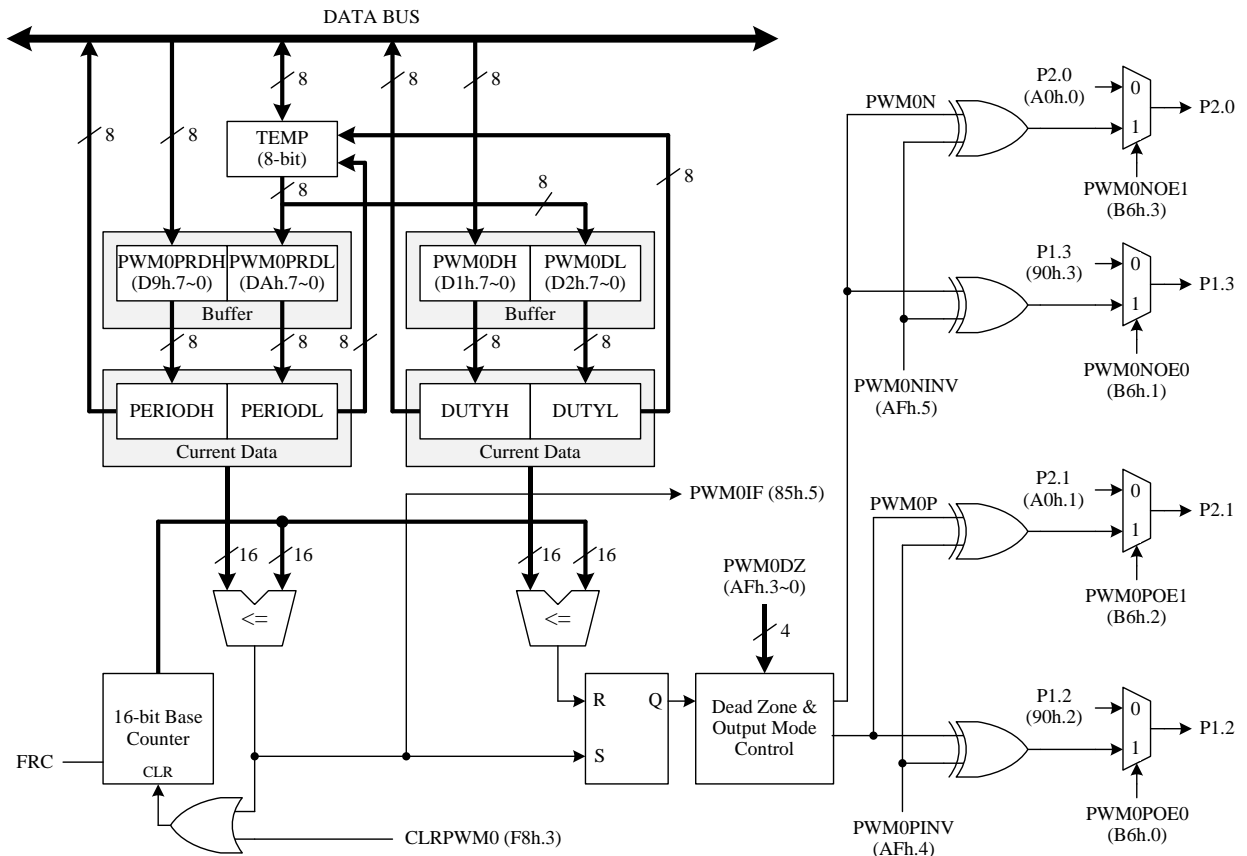 DATA BUS
8
8
8
8
8
TEMP
(8-bit)
8
8
8
8
PWM0PRDH
(D9h.7~0)
PWM0PRDL
(DAh.7~0)
Buffer
PWM0DH
(D1h.7~0)
PWM0DL
(D2h.7~0)
Buffer
8
8
8
8
8
PERIODH
PERIODL
Current Data
DUTYH
DUTYL
Current Data
PWM0IF (85h.5)
16
16
16
16
<=
<=
PWM0DZ
(AFh.3~0)
4
16-bit Base
Counter
CLR
FRC
CLRPWM0 (F8h.3)
R
S
Q
Dead Zone &
Output Mode
Control
PWM0N
P2.0
(A0h.0)
0
1
P2.0
PWM0NOE1
(B6h.3)
P1.3
(90h.3)
0
1
P1.3
PWM0NOE0
(B6h.1)
PWM0NINV
(AFh.5)
PWM0P
P2.1
(A0h.1)
0
1
P2.1
PWM0POE1
(B6h.2)
P1.2
(90h.2)
0
1
P1.2
PWM0POE0
(B6h.0)
PWM0PINV
(AFh.4)